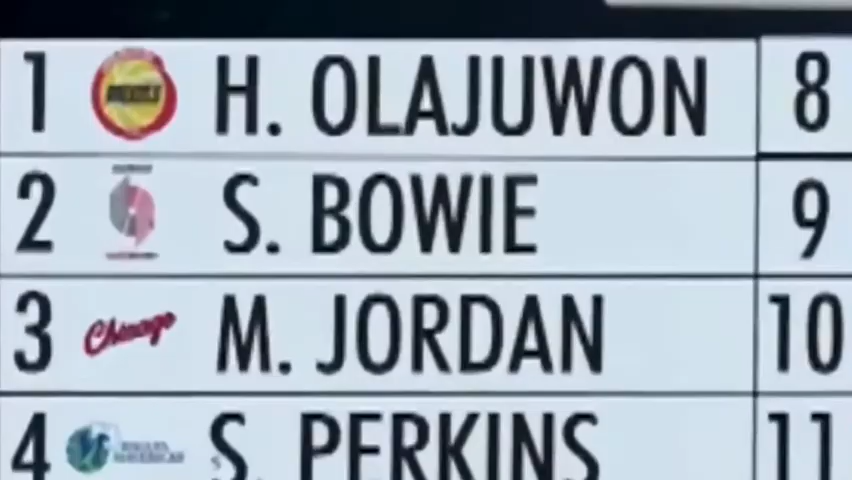 1 H. OLAJUWON 8
2 S. BOWIE 9
3 Chicago M. JORDAN 10
4 S. PERKINS 11